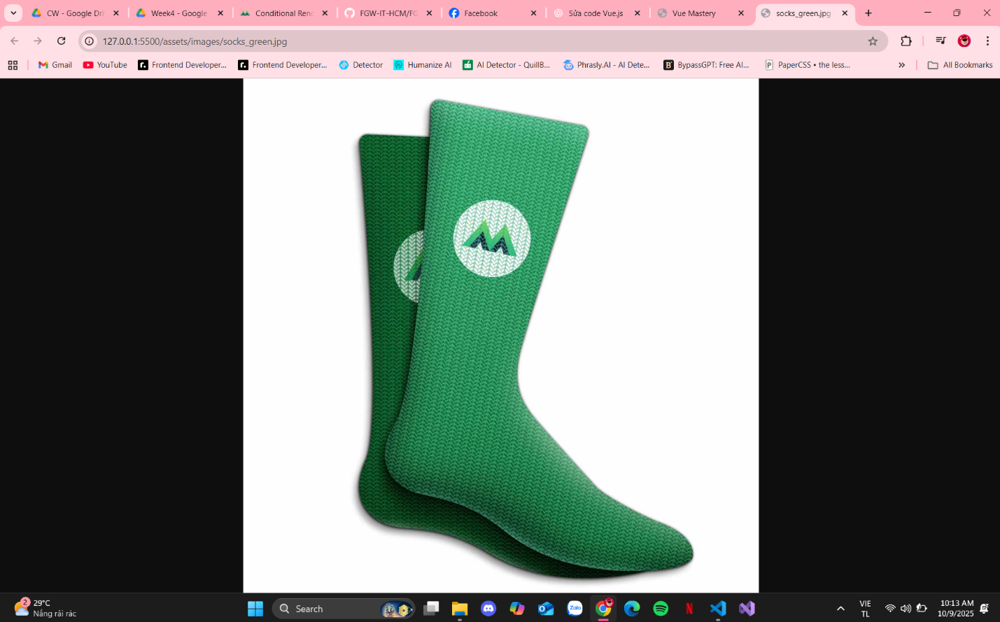 CW - Google Dri
Week4 - Google
Conditional Rend
FGW-IT-HCM/FG
Facebook
Sửa code Vue.js
Vue Mastery
socks_green.jpg
127.0.0.1:5500/assets/images/socks_green.jpg
Gmail
YouTube
Frontend Developer...
Frontend Developer...
Detector
Humanize AI
AI Detector - QuillB...
Phrasly.AI - AI Dete...
BypassGPT: Free AI...
PaperCSS • the less...
All Bookmarks
2
29°C
Nắng rải rác
Search
Zalo
VIE
TL
10:13 AM
10/9/2025